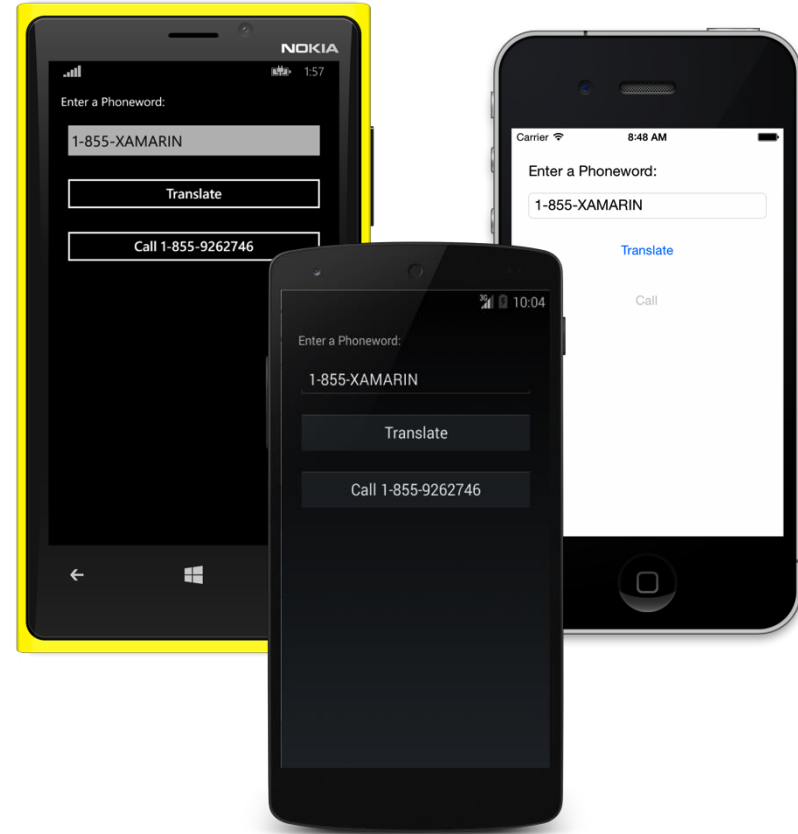 NOKIA
1:57
Enter a Phoneword:
1-855-XAMARIN
Translate
Call 1-855-9262746
Carrier 8:48 AM
Enter a Phoneword:
1-855-XAMARIN
Translate
Call
3G 10:04
Enter a Phoneword:
1-855-XAMARIN
Translate
Call 1-855-9262746